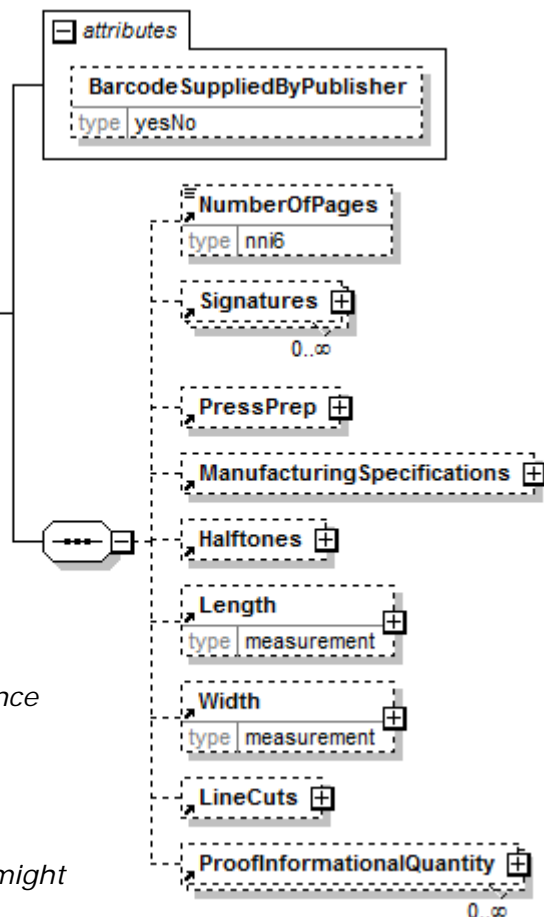 attributes
BarcodeSuppliedByPublisher
type yesNo
NumberOfPages
type nni6
Signatures
0..∞
PressPrep
ManufacturingSpecifications
Halftones
Length
type measurement
nce
Width
type measurement
LineCuts
might
ProofInformationalQuantity
0..∞